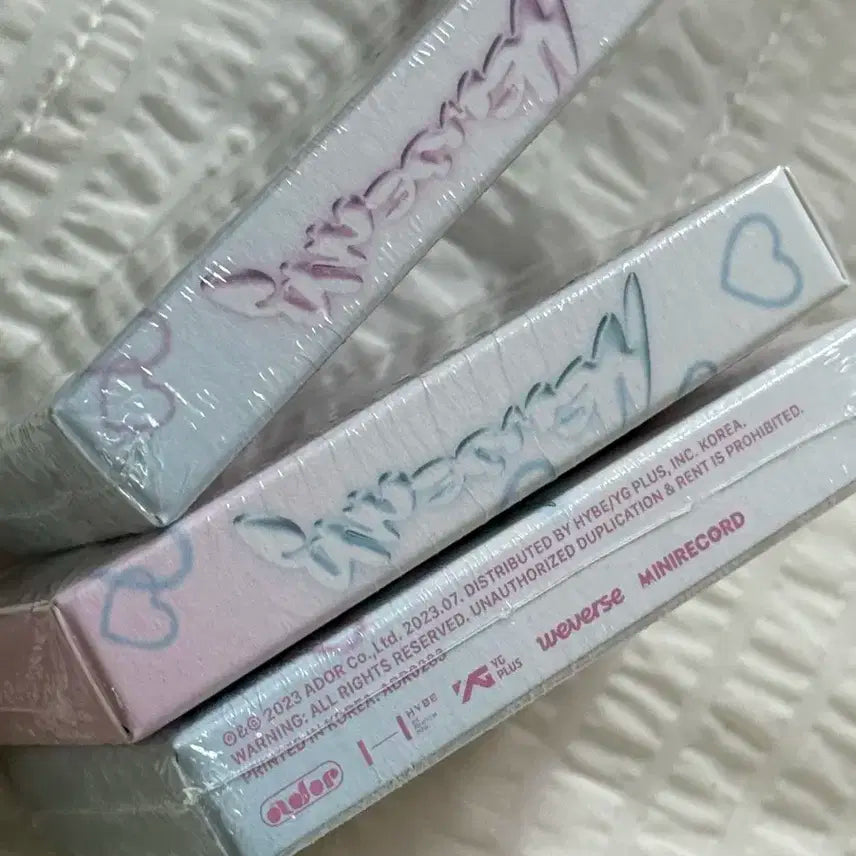 NewJeans
NewJeans
℗&© 2023 ADOR Co.,Ltd. 2023.07. DISTRIBUTED BY HYBE/YG PLUS, INC. KOREA.
WARNING: ALL RIGHTS RESERVED. UNAUTHORIZED DUPLICATION & RENT IS PROHIBITED.
PRINTED IN KOREA.
ador HYBE YG PLUS weverse MINIRECORD